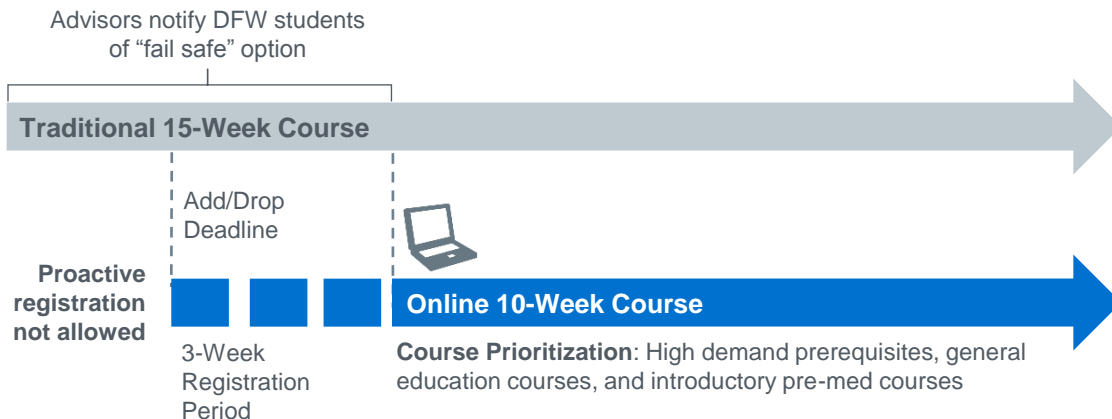 Advisors notify DFW students
of “fail safe” option
Traditional 15-Week Course
Add/Drop
Deadline
Proactive
registration
not allowed
Online 10-Week Course
3-Week
Registration
Period
Course Prioritization: High demand prerequisites, general
education courses, and introductory pre-med courses